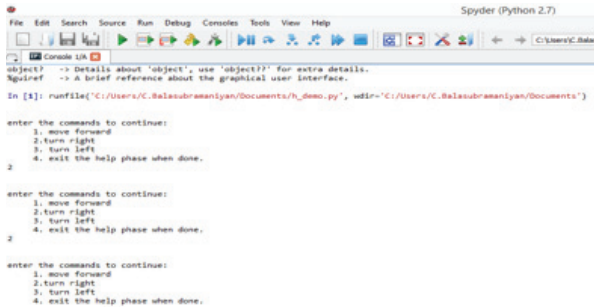 Spyder (Python 2.7)
File Edit Search Source Run Debug Consoles Tools View Help
C:\Users\C.Balas
Console 1/A
object? -> Details about 'object', use 'object??' for extra details.
%guiref -> A brief reference about the graphical user interface.
In [1]: runfile('C:/Users/C.Balasubramaniyan/Documents/h_demo.py', wdir='C:/Users/C.Balasubramaniyan/Documents')
enter the commands to continue:
1. move forward
2.turn right
3. turn left
4. exit the help phase when done.
2
enter the commands to continue:
1. move forward
2.turn right
3. turn left
4. exit the help phase when done.
2
enter the commands to continue:
1. move forward
2.turn right
3. turn left
4. exit the help phase when done.